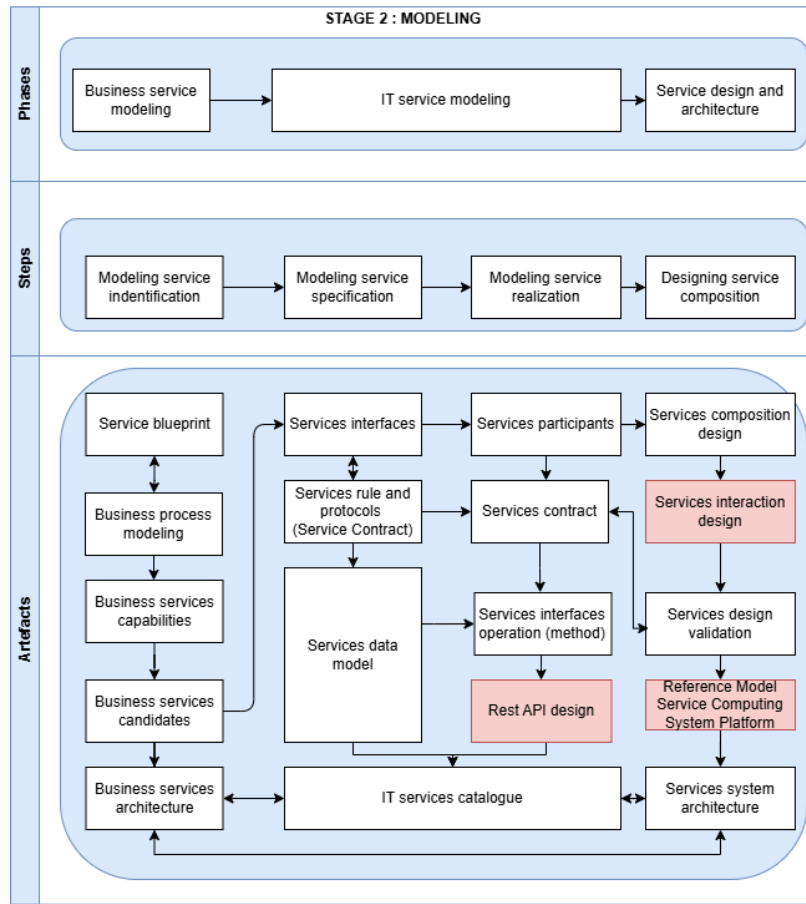 STAGE 2 : MODELING
Phases
Business service
modeling
IT service modeling
Service design and
architecture
Steps
Modeling service
indentification
Modeling service
specification
Modeling service
realization
Designing service
composition
Artefacts
Service blueprint
Services interfaces
Services participants
Services composition
design
Business process
modeling
Services rule and
protocols
(Service Contract)
Services contract
Services interaction
design
Business services
capabilities
Services data
model
Services interfaces
operation (method)
Services design
validation
Business services
candidates
Rest API design
Reference Model
Service Computing
System Platform
Business services
architecture
IT services catalogue
Services system
architecture